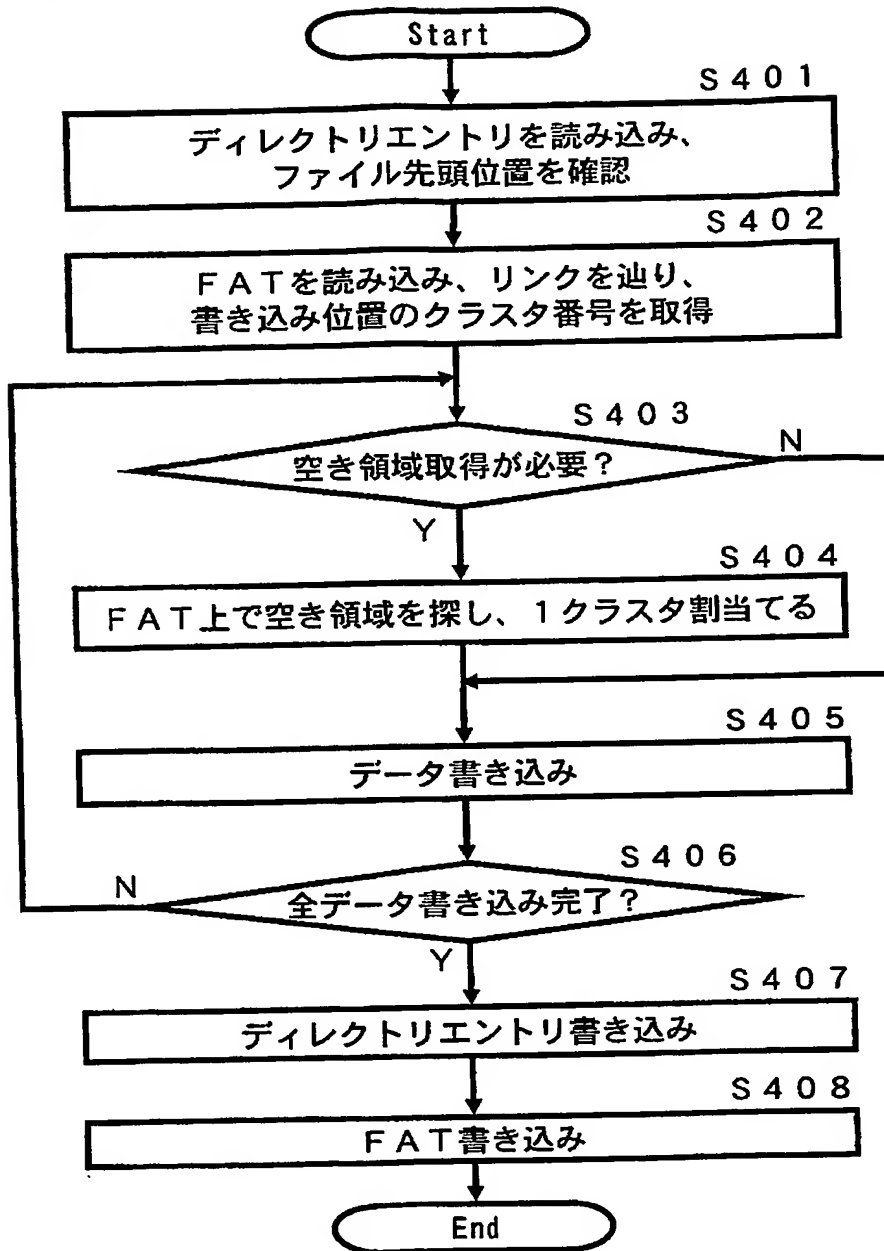 Start
S401
ディレクトリエントリを読み込み、
ファイル先頭位置を確認
S402
FATを読み込み、リンクを辿り、
書き込み位置のクラスタ番号を取得
S403
空き領域取得が必要?
N
Y
S404
FAT上で空き領域を探し、1クラスタ割当てる
S405
データ書き込み
S406
N
全データ書き込み完了?
Y
S407
ディレクトリエントリ書き込み
S408
FAT書き込み
End